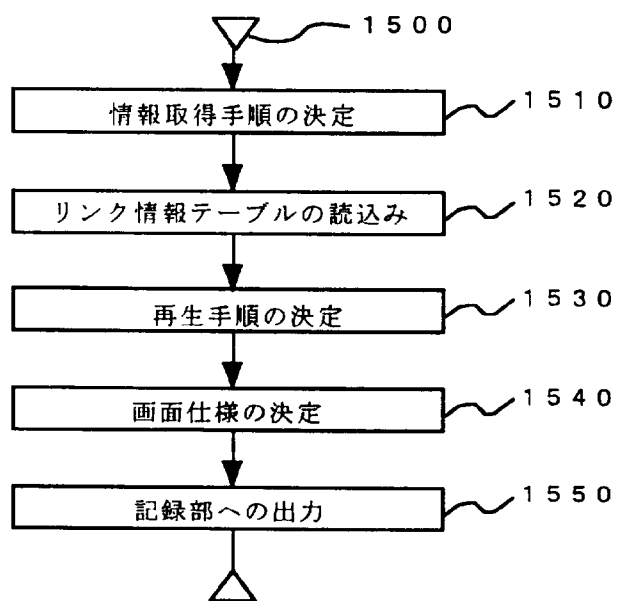 1500
情報取得手順の決定
1510
リンク情報テーブルの読込み
1520
再生手順の決定
1530
画面仕様の決定
1540
記録部への出力
1550